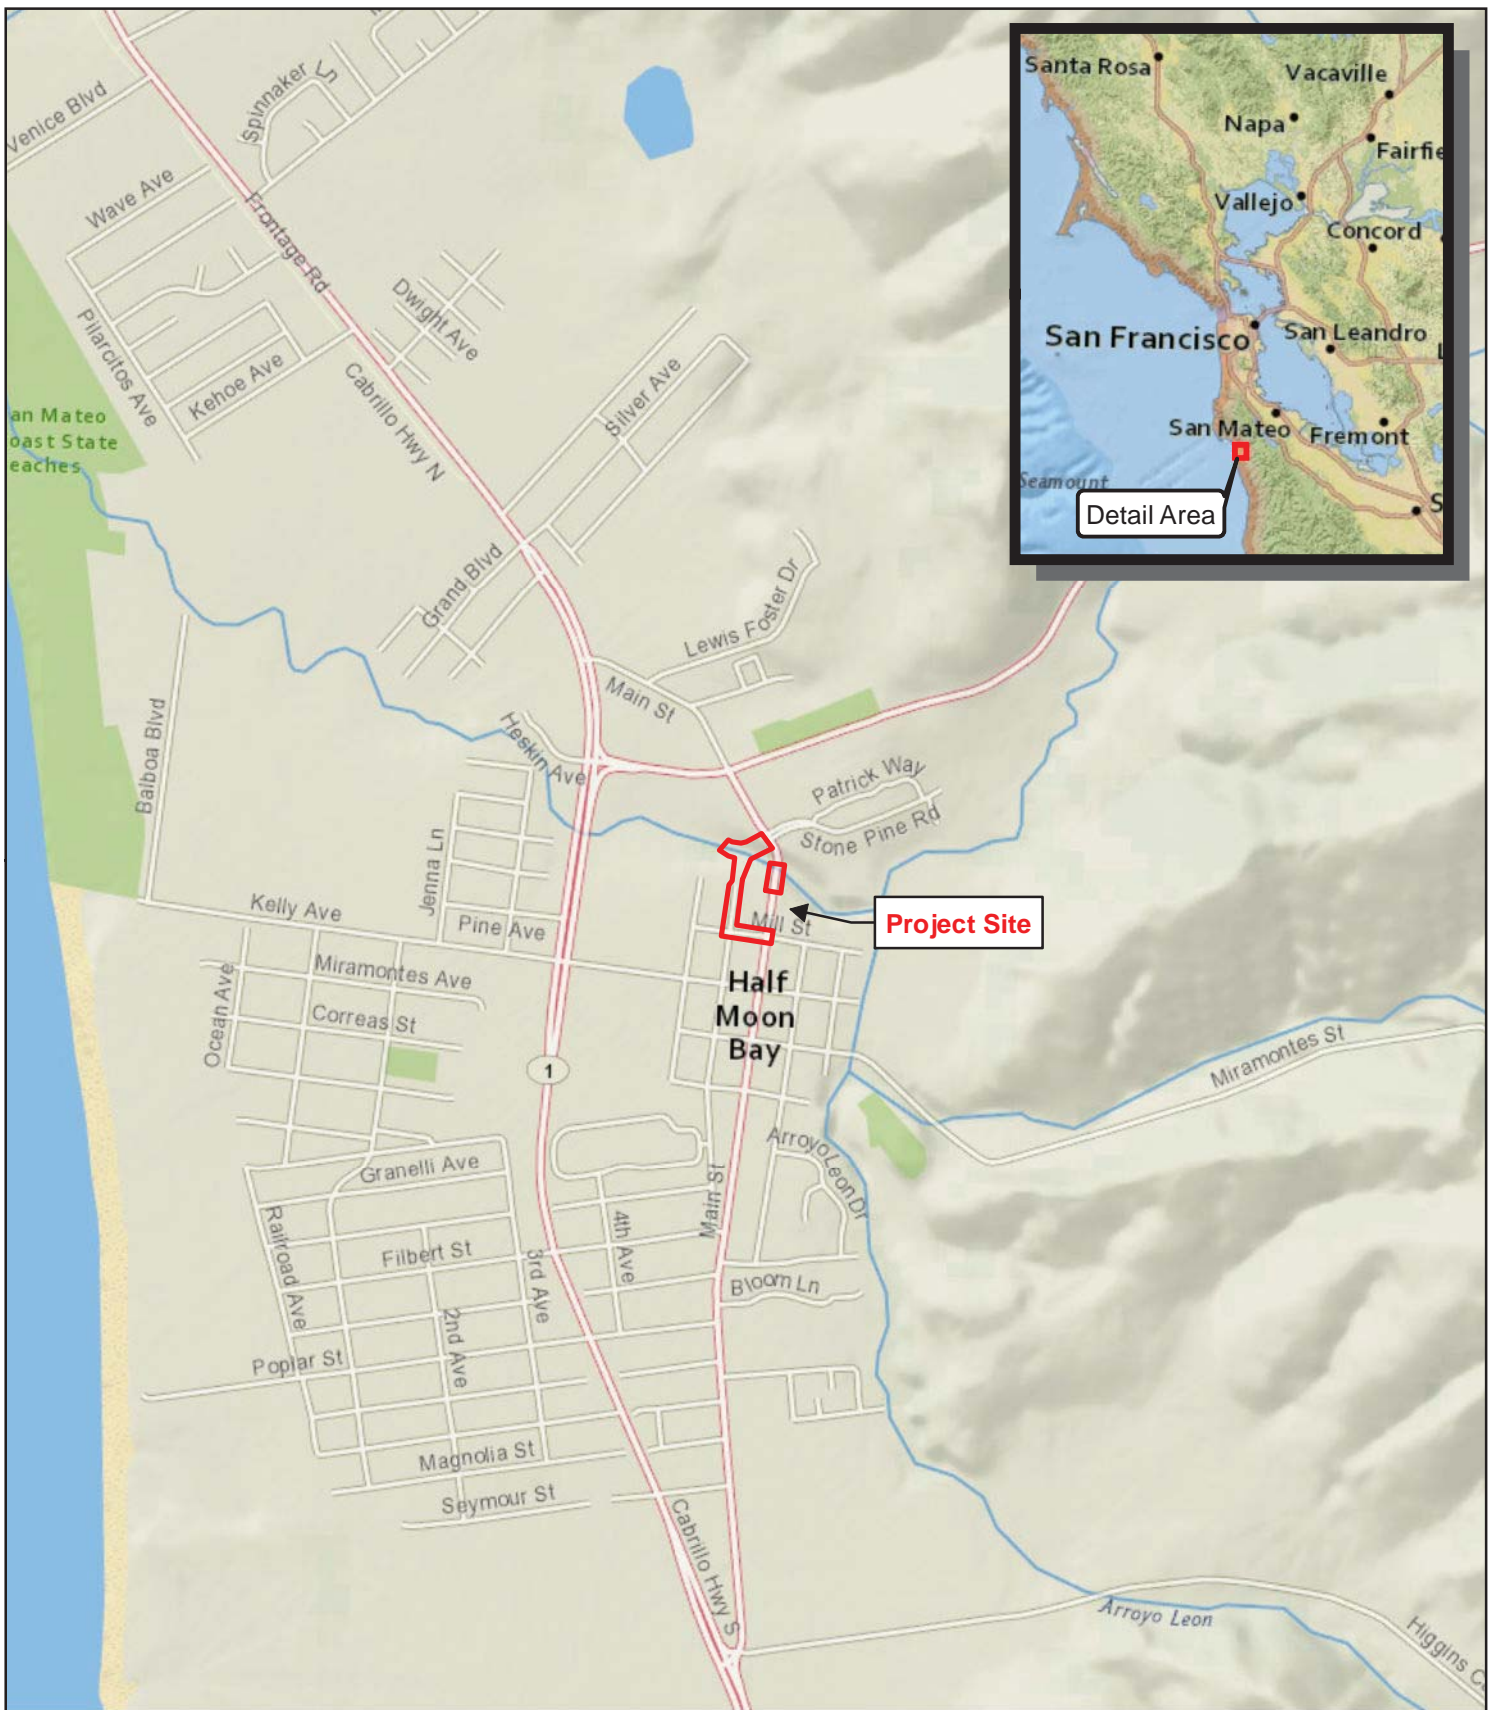 Spinnaker Ln
Venice Blvd
Wave Ave
Frontage Rd
Pilarcitos Ave
Kehoe Ave
Dwight Ave
Cabrillo Hwy N
Silver Ave
an Mateo
oast State
eaches
Grand Blvd
Lewis Foster Dr
Main St
Balboa Blvd
Heskin Ave
Patrick Way
Stone Pine Rd
Jenna Ln
Kelly Ave
Pine Ave
Mill St
Project Site
Miramontes Ave
Ocean Ave
Correas St
Half
Moon
Bay
1
Miramontes St
Arroyo Leon Dr
Granelli Ave
Main St
Railroad Ave
Filbert St
3rd Ave
4th Ave
Bloom Ln
2nd Ave
Poplar St
Magnolia St
Seymour St
Cabrillo Hwy S
Arroyo Leon
Higgins C
Santa Rosa
Vacaville
Napa
Fairfie
Vallejo
Concord
San Francisco
San Leandro
L
San Mateo
Fremont
Seamount
S
Detail Area